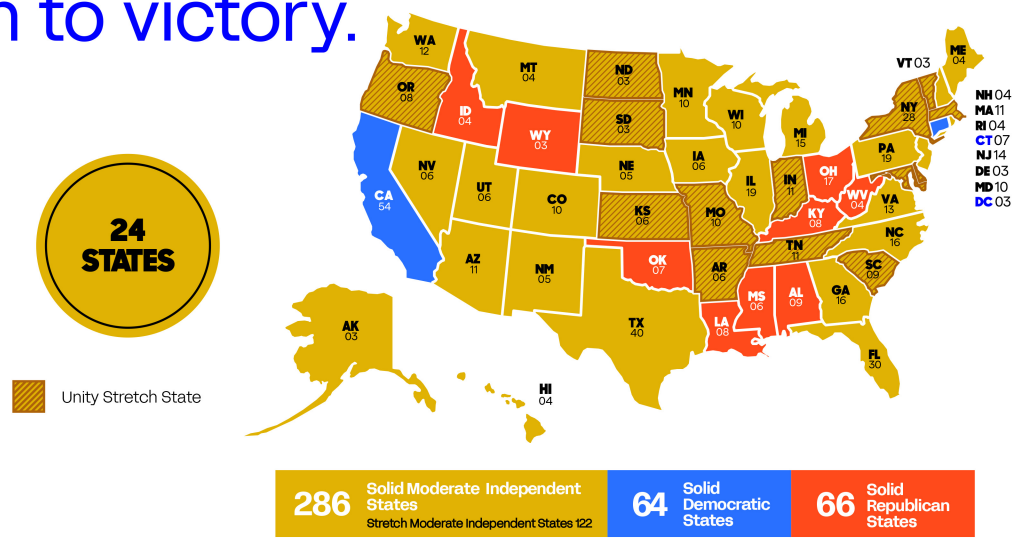 n to victory.
WA
12
OR
08
ID
04
MT
04
WY
03
ND
03
SD
03
MN
10
WI
10
MI
15
VT 03
ME
04
NY
28
NH 04
MA 11
RI 04
CT 07
NJ 14
DE 03
MD 10
DC 03
CA
54
NV
06
UT
06
CO
10
NE
05
IA
06
IL
19
IN
11
OH
17
PA
19
WV
04
VA
13
KS
06
MO
10
KY
08
NC
16
TN
11
SC
09
AZ
11
NM
05
OK
07
AR
06
MS
06
AL
09
GA
16
TX
40
LA
08
FL
30
AK
03
HI
04
24
STATES
Unity Stretch State
286
Solid Moderate Independent
States
Stretch Moderate Independent States 122
64
Solid
Democratic
States
66
Solid
Republican
States